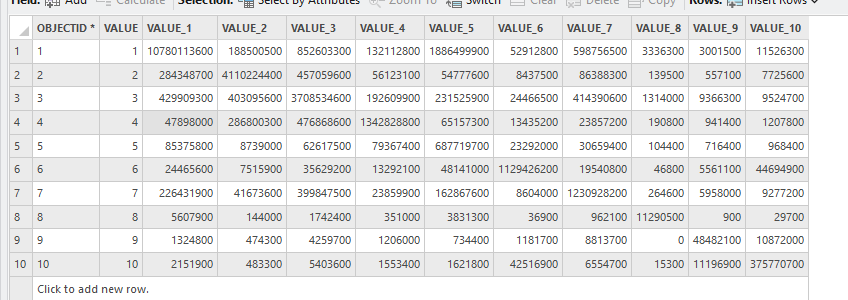 Field: Add Calculate Selection: Select By Attributes Zoom To Switch Clear Delete Copy Rows: Insert Rows
OBJECTID * VALUE VALUE_1 VALUE_2 VALUE_3 VALUE_4 VALUE_5 VALUE_6 VALUE_7 VALUE_8 VALUE_9 VALUE_10
1 1 1 10780113600 188500500 852603300 132112800 1886499900 52912800 598756500 3336300 3001500 11526300
2 2 2 284348700 4110224400 457059600 56123100 54777600 8437500 86388300 139500 557100 7725600
3 3 3 429909300 403095600 3708534600 192609900 231525900 24466500 414390600 1314000 9366300 9524700
4 4 4 47898000 286800300 476868600 1342828800 65157300 13435200 23857200 190800 941400 1207800
5 5 5 85375800 8739000 62617500 79367400 687719700 23292000 30659400 104400 716400 968400
6 6 6 24465600 7515900 35629200 13292100 48141000 1129426200 19540800 46800 5561100 44694900
7 7 7 226431900 41673600 399847500 23859900 162867600 8604000 1230928200 264600 5958000 9277200
8 8 8 5607900 144000 1742400 351000 3831300 36900 962100 11290500 900 29700
9 9 9 1324800 474300 4259700 1206000 734400 1181700 8813700 0 48482100 10872000
10 10 10 2151900 483300 5403600 1553400 1621800 42516900 6554700 15300 11196900 375770700
Click to add new row.